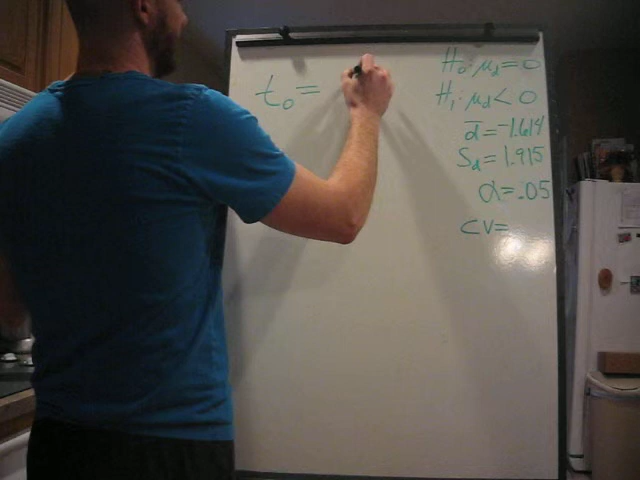 t₀ =
H₀: μd = 0
H₁: μd < 0
d̄ = -1.614
Sd = 1.915
α = .05
CV =